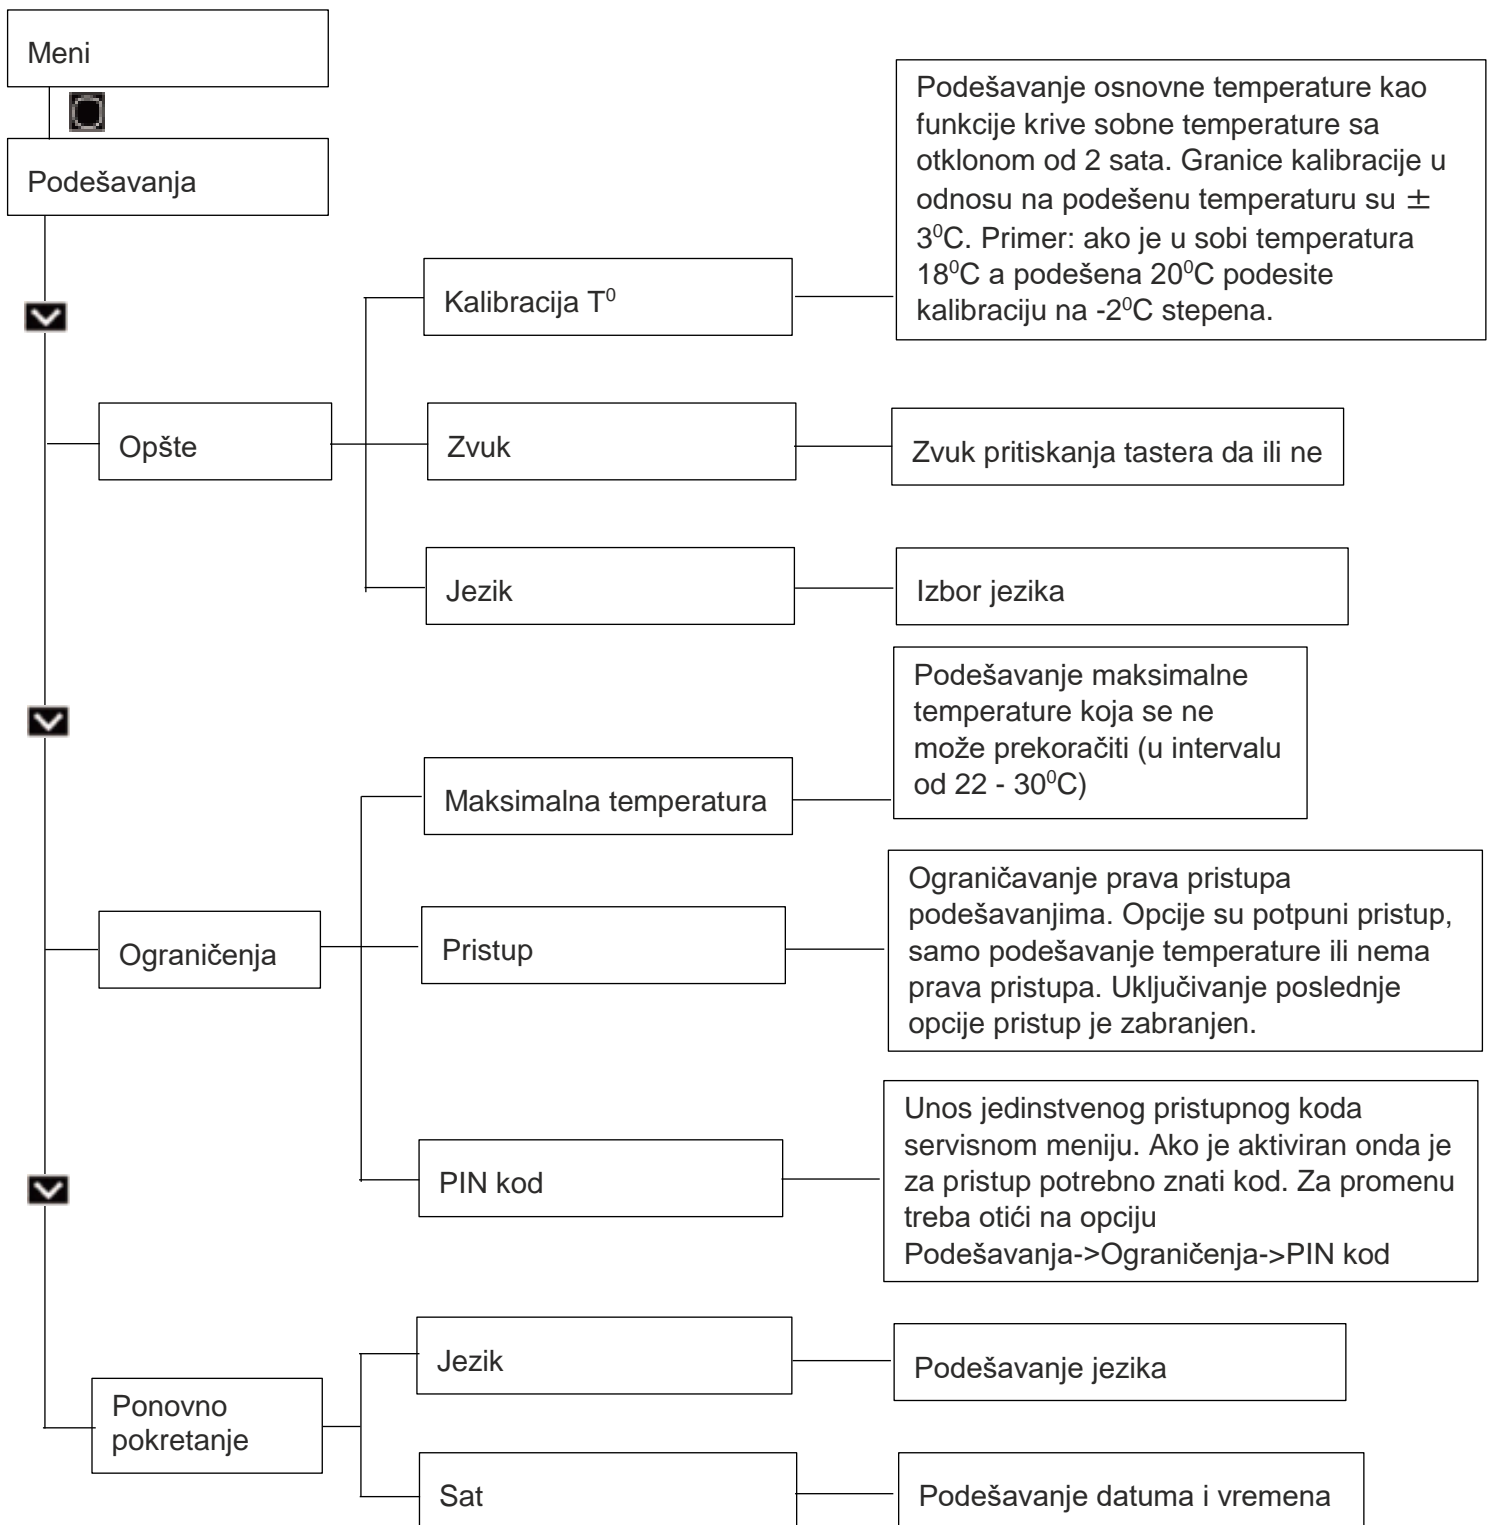 Meni
Podešavanja
Podešavanje osnovne temperature kao
funkcije krive sobne temperature sa
otklonom od 2 sata. Granice kalibracije u
odnosu na podešenu temperaturu su ±
3⁰C. Primer: ako je u sobi temperatura
18⁰C a podešena 20⁰C podesite
kalibraciju na -2⁰C stepena.
Kalibracija T⁰
Opšte
Zvuk
Zvuk pritiskanja tastera da ili ne
Jezik
Izbor jezika
Podešavanje maksimalne
temperature koja se ne
može prekoračiti (u intervalu
od 22 - 30⁰C)
Maksimalna temperatura
Ograničenja
Pristup
Ograničavanje prava pristupa
podešavanjima. Opcije su potpuni pristup,
samo podešavanje temperature ili nema
prava pristupa. Uključivanje poslednje
opcije pristup je zabranjen.
PIN kod
Unos jedinstvenog pristupnog koda
servisnom meniju. Ako je aktiviran onda je
za pristup potrebno znati kod. Za promenu
treba otići na opciju
Podešavanja->Ograničenja->PIN kod
Ponovno
pokretanje
Jezik
Podešavanje jezika
Sat
Podešavanje datuma i vremena